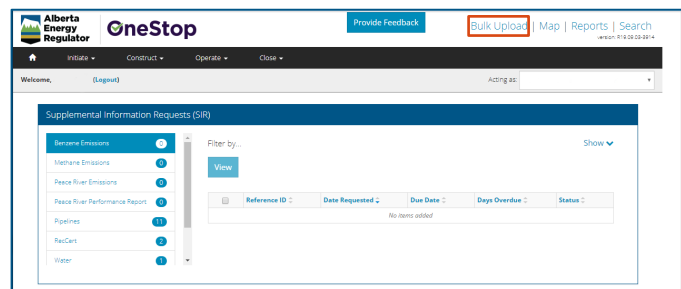 Alberta
Energy
Regulator
OneStop
Provide Feedback
Bulk Upload | Map | Reports | Search
version: R19.09.03-3914
Initiate Construct Operate Close
Welcome, (Logout) Acting as:
Supplemental Information Requests (SIR)
Benzene Emissions 0
Methane Emissions 0
Peace River Emissions 0
Peace River Performance Report 0
Pipelines 11
RecCert 2
Water 1
Filter by... Show
View
Reference ID Date Requested Due Date Days Overdue Status
No items added